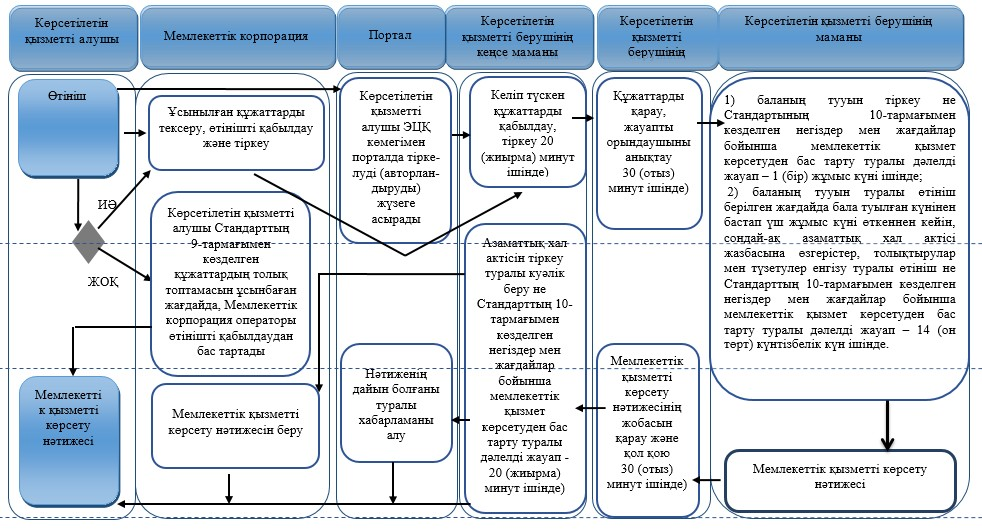 Көрсетілетін
қызметті алушы
Мемлекеттік корпорация
Портал
Көрсетілетін
қызметті берушінің
кеңсе маманы
Көрсетілетін
қызметті
берушінің
Көрсетілетін қызметті берушінің
маманы
Өтініш
Ұсынылған құжаттарды
тексеру, өтінішті қабылдау
және тіркеу
Көрсетілетін
қызметті
алушы ЭЦҚ
көмегімен
порталда тірке-
луді (авторлан-
дыруды)
жүзеге
асырады
Келіп түскен
құжаттарды
қабылдау,
тіркеу 20
(жиырма) минут
ішінде)
Құжаттарды
қарау,
жауапты
орындаушыны
анықтау
30 (отыз)
минут ішінде)
1) баланың тууын тіркеу не
Стандартының 10-тармағымен
көзделген негіздер мен жағдайлар
бойынша мемлекеттік қызмет
көрсетуден бас тарту туралы дәлелді
жауап – 1 (бір) жұмыс күні ішінде;
2) баланың тууын туралы өтініш
берілген жағдайда бала туылған күнінен
бастап үш жұмыс күні өткеннен кейін,
сондай-ақ азаматтық хал актісі
жазбасына өзгерістер, толықтырулар
мен түзетулер енгізу туралы өтініш не
Стандарттың 10-тармағымен көзделген
негіздер мен жағдайлар бойынша
мемлекеттік қызмет көрсетуден бас
тарту туралы дәлелді жауап – 14 (он
төрт) күнтізбелік күн ішінде.
ИӘ
ЖОҚ
Көрсетілетін қызметті
алушы Стандарттың
9-тармағымен
көзделген
құжаттардың толық
топтамасын ұсынбаған
жағдайда, Мемлекеттік
корпорация операторы
өтінішті қабылдаудан
бас тартады
Азаматтық хал
актісін тіркеу
туралы куәлік
беру не
Стандарттың 10-
тармағымен
көзделген
негіздер мен
жағдайлар
бойынша
мемлекеттік
қызмет
көрсетуден бас
тарту туралы
дәлелді жауап -
20 (жиырма)
минут ішінде)
Мемлекетті
к қызметті
көрсету
нәтижесі
Мемлекеттік қызметті
көрсету нәтижесін беру
Нәтиженің
дайын болғаны
туралы
хабарламаны
алу
Мемлекеттік
қызметті
көрсету
нәтижесінің
жобасын
қарау және
қол қою
30 (отыз)
минут ішінде)
Мемлекеттік қызметті көрсету
нәтижесі